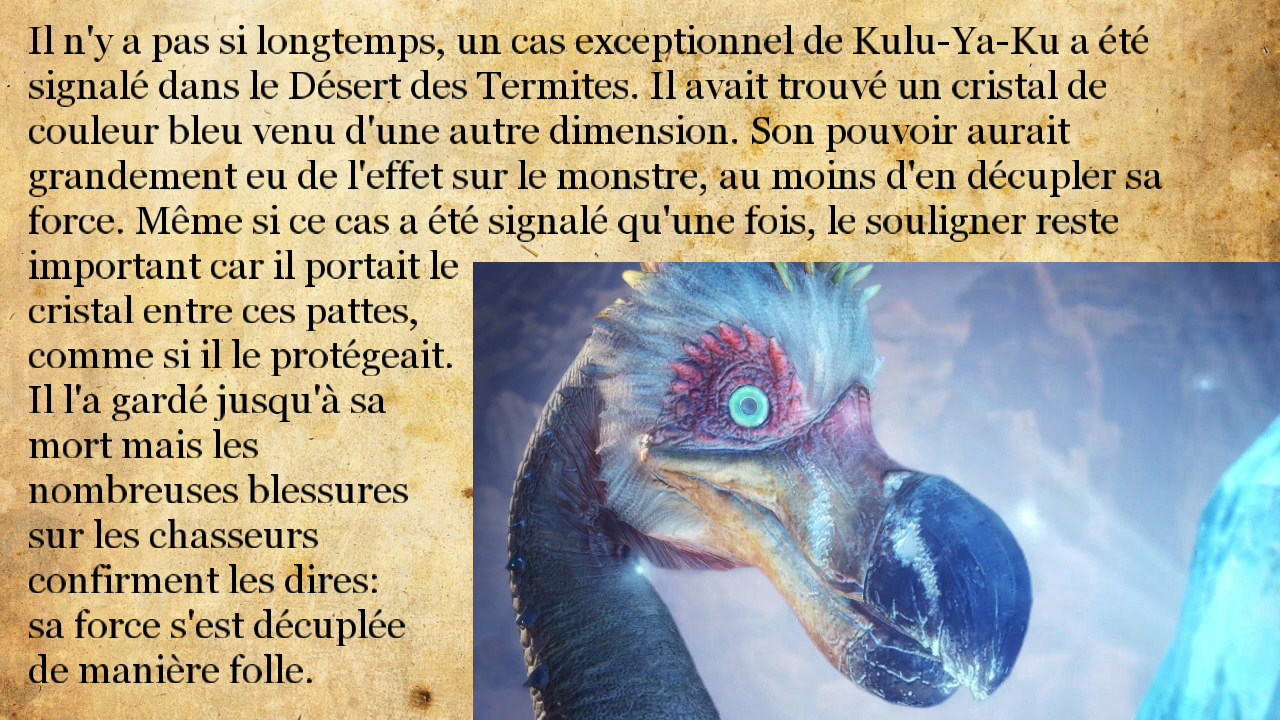 Il n'y a pas si longtemps, un cas exceptionnel de Kulu-Ya-Ku a été
signalé dans le Désert des Termites. Il avait trouvé un cristal de
couleur bleu venu d'une autre dimension. Son pouvoir aurait
grandement eu de l'effet sur le monstre, au moins d'en décupler sa
force. Même si ce cas a été signalé qu'une fois, le souligner reste
important car il portait le
cristal entre ces pattes,
comme si il le protégeait.
Il l'a gardé jusqu'à sa
mort mais les
nombreuses blessures
sur les chasseurs
confirment les dires:
sa force s'est décuplée
de manière folle.